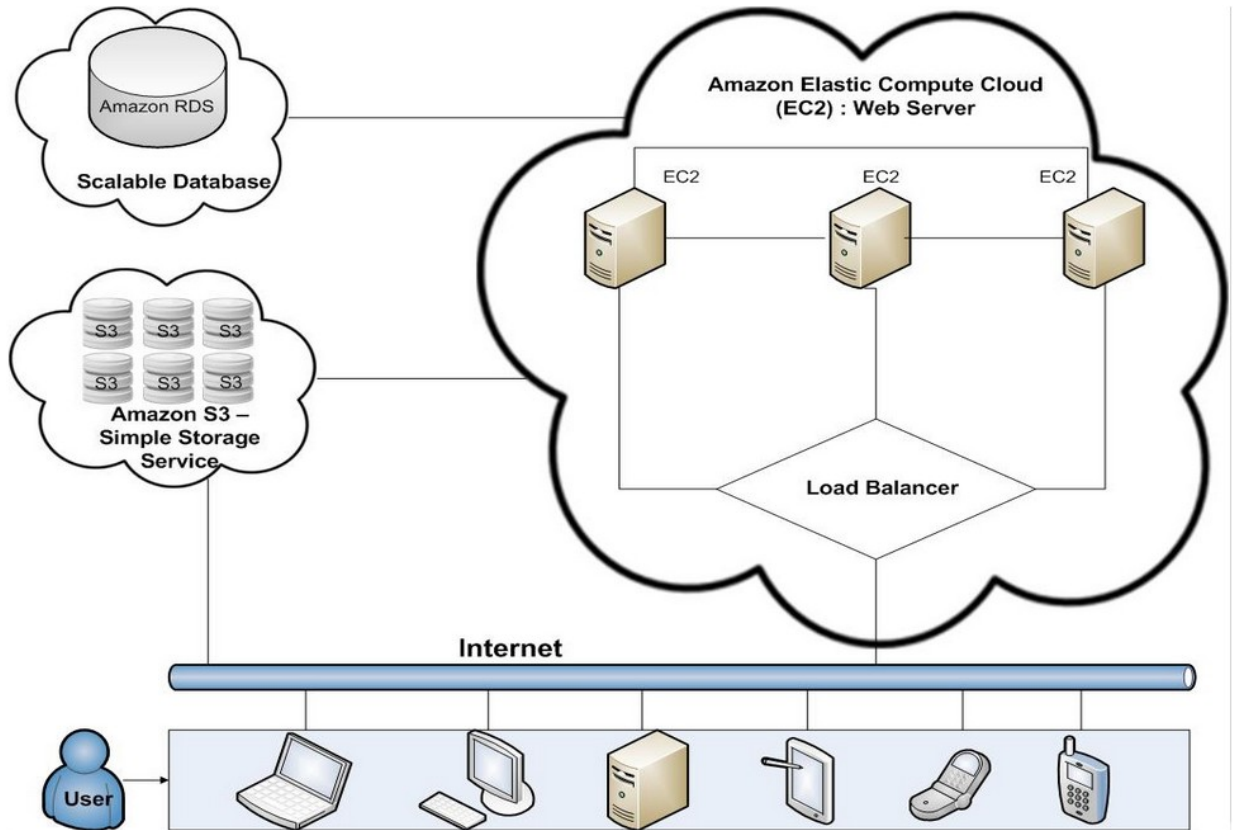 Amazon RDS
Scalable Database
Amazon Elastic Compute Cloud
(EC2) : Web Server
EC2
EC2
EC2
S3
S3
S3
S3
S3
S3
Amazon S3 –
Simple Storage
Service
Load Balancer
Internet
User